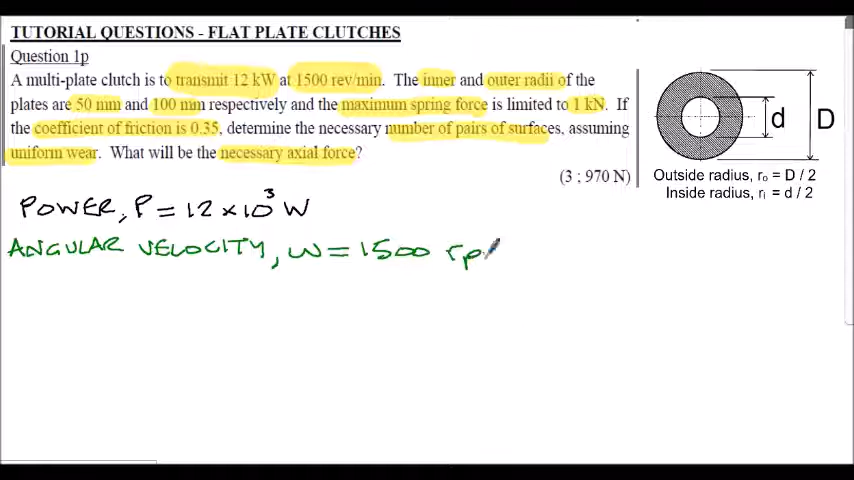 TUTORIAL QUESTIONS - FLAT PLATE CLUTCHES
Question 1p
A multi-plate clutch is to transmit 12 kW at 1500 rev/min. The inner and outer radii of the
plates are 50 mm and 100 mm respectively and the maximum spring force is limited to 1 kN. If
the coefficient of friction is 0.35, determine the necessary number of pairs of surfaces, assuming
uniform wear. What will be the necessary axial force?
(3 ; 970 N)
d
D
Outside radius, ro = D / 2
Inside radius, ri = d / 2
POWER, P = 12 x 10³ W
ANGULAR VELOCITY, ω = 1500 rp